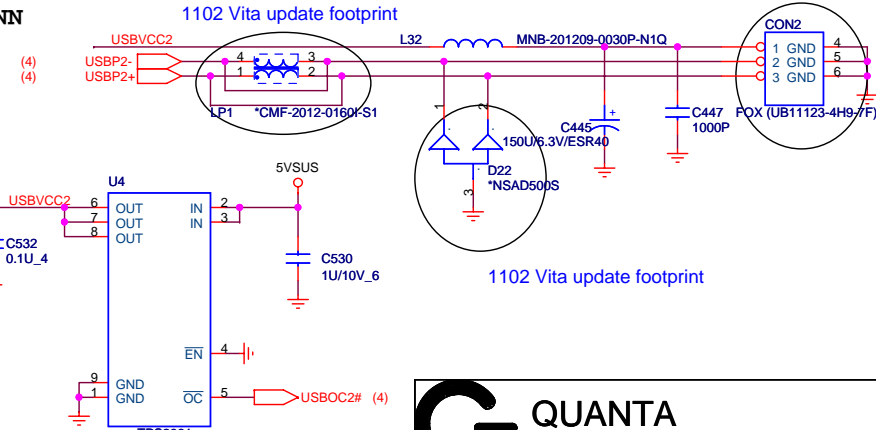 NN
1102 Vita update footprint
USBVCC2
L32
MNB-201209-0030P-N1Q
CON2
(4)
USBP2-
4
3
1 GND
4
(4)
USBP2+
1
2
2 GND
5
3 GND
6
LP1
*CMF-2012-0160I-S1
1
2
C445
+
150U/6.3V/ESR40
C447
1000P
FOX (UB11123-4H9-7F)
D22
*NSAD500S
3
1102 Vita update footprint
U4
5VSUS
USBVCC2
6
OUT
IN
2
7
OUT
IN
3
8
OUT
C532
0.1U_4
C530
1U/10V_6
EN
4
9
GND
1
GND
OC
5
USBOC2#
(4)
QUANTA